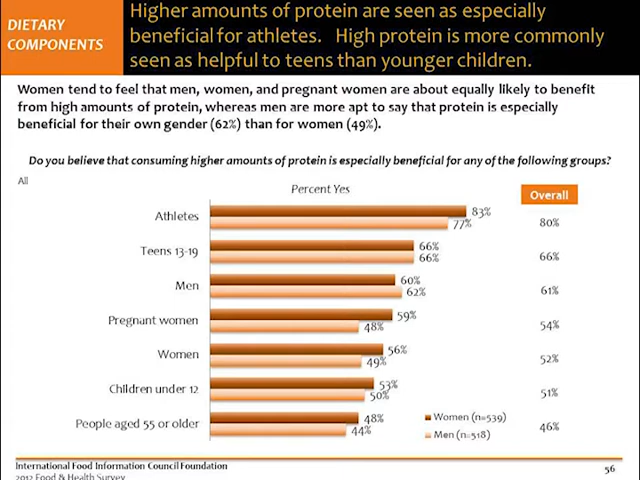 DIETARY
COMPONENTS
Higher amounts of protein are seen as especially
beneficial for athletes. High protein is more commonly
seen as helpful to teens than younger children.
Women tend to feel that men, women, and pregnant women are about equally likely to benefit
from high amounts of protein, whereas men are more apt to say that protein is especially
beneficial for their own gender (62%) than for women (49%).
Do you believe that consuming higher amounts of protein is especially beneficial for any of the following groups?
All
Percent Yes
Overall
Athletes 83% 77% 80%
Teens 13-19 66% 66% 66%
Men 60% 62% 61%
Pregnant women 59% 48% 54%
Women 56% 49% 52%
Children under 12 53% 50% 51%
People aged 55 or older 48% 44% 46%
Women (n=539)
Men (n=518)
International Food Information Council Foundation
2012 Food & Health Survey
56